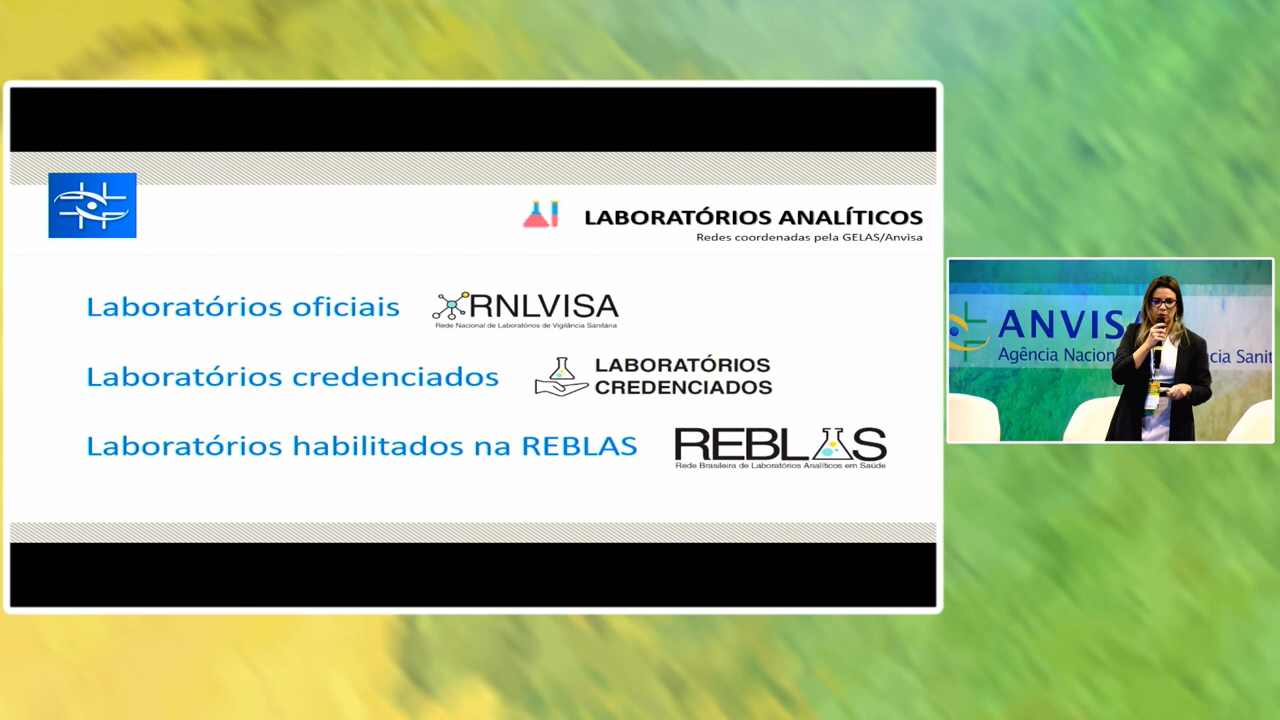 LABORATÓRIOS ANALÍTICOS
Redes coordenadas pela GELAS/Anvisa
Laboratórios oficiais
RNLVISA
Rede Nacional de Laboratórios de Vigilância Sanitária
Laboratórios credenciados
LABORATÓRIOS
CREDENCIADOS
Laboratórios habilitados na REBLAS
REBLAS
Rede Brasileira de Laboratórios Analíticos em Saúde
ANVIS
Agência Nacion
cia Sanit